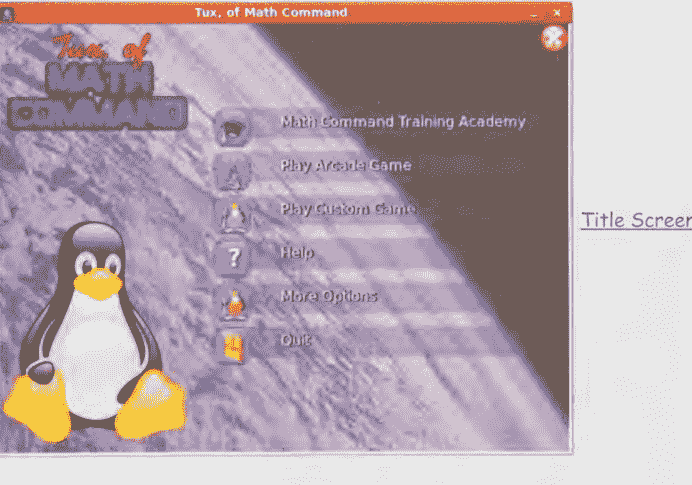 Tux, of Math Command
Tux, of
MATH
COMMAND
Math Command Training Academy
Play Arcade Game
Play Custom Game
?
Help
More Options
Quit
Title Screen